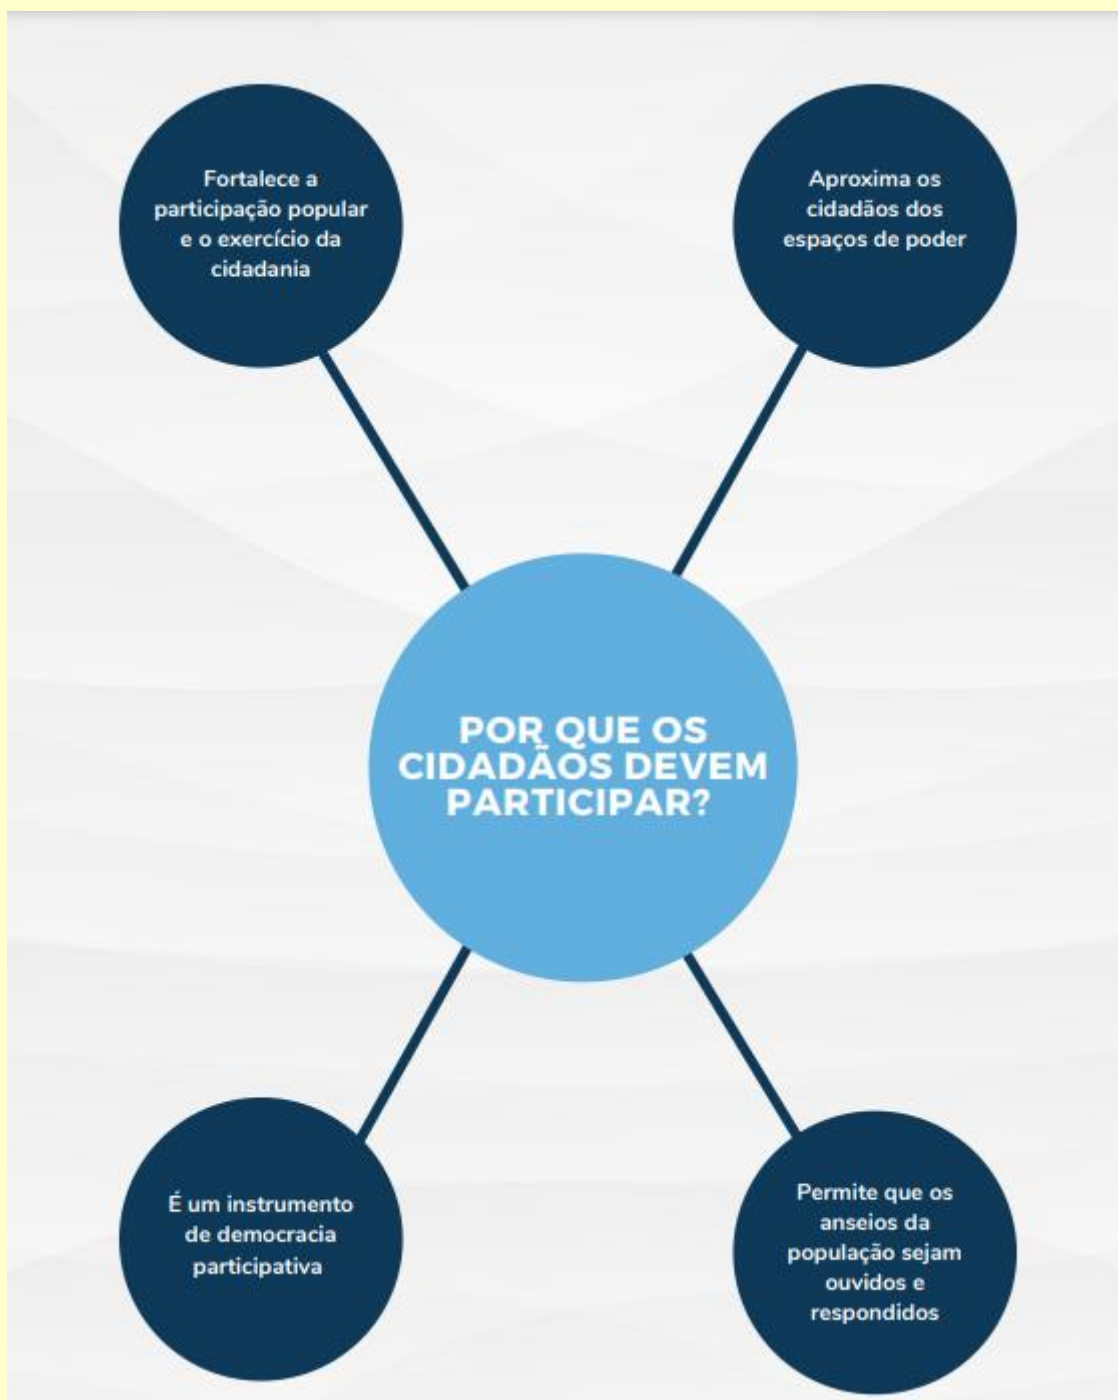 Fortalece a
participação popular
e o exercício da
cidadania
Aproxima os
cidadãos dos
espaços de poder
POR QUE OS
CIDADÃOS DEVEM
PARTICIPAR?
É um instrumento
de democracia
participativa
Permite que os
anseios da
população sejam
ouvidos e
respondidos